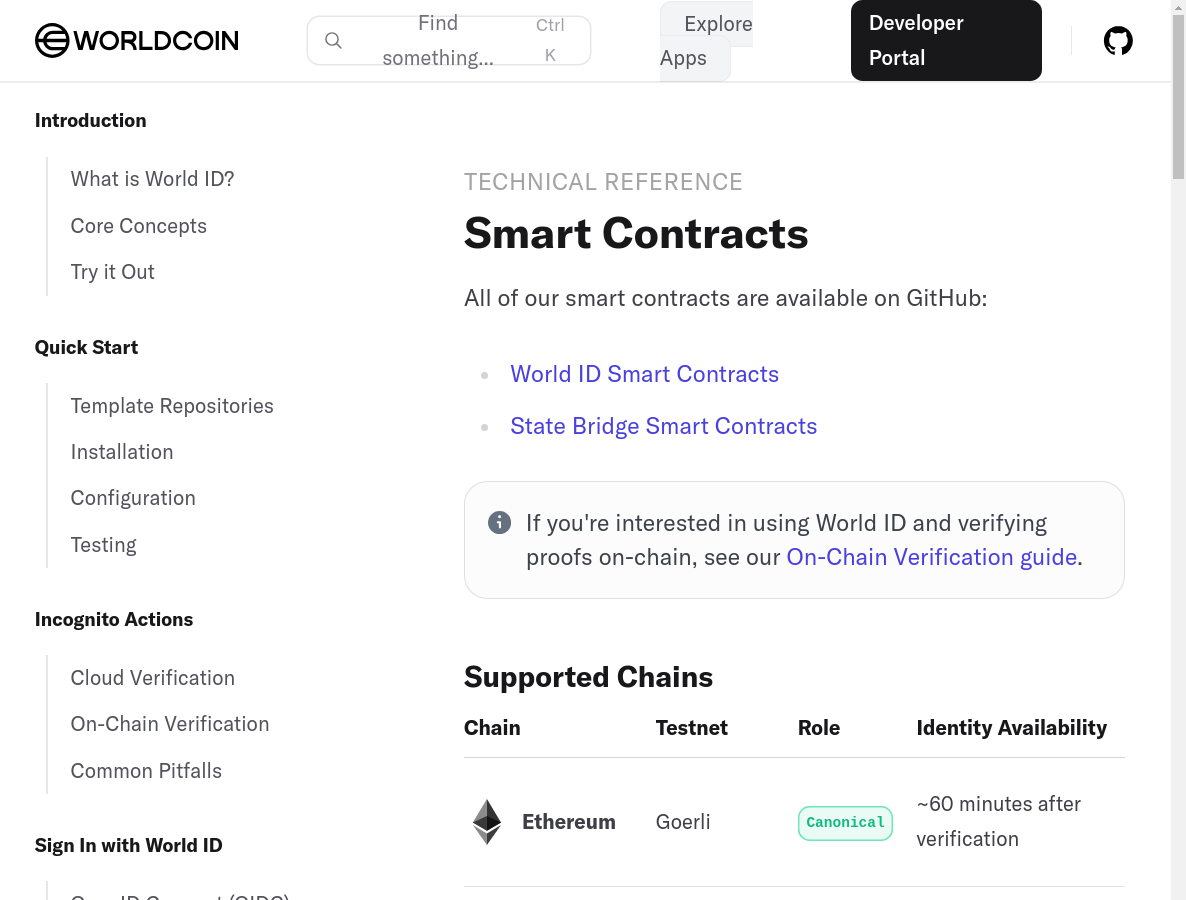 WORLDCOIN
Find something...
Ctrl K
Explore Apps
Developer Portal
Introduction
What is World ID?
Core Concepts
Try it Out
Quick Start
Template Repositories
Installation
Configuration
Testing
Incognito Actions
Cloud Verification
On-Chain Verification
Common Pitfalls
Sign In with World ID
TECHNICAL REFERENCE
Smart Contracts
All of our smart contracts are available on GitHub:
World ID Smart Contracts
State Bridge Smart Contracts
If you're interested in using World ID and verifying
proofs on-chain, see our On-Chain Verification guide.
Supported Chains
Chain Testnet Role Identity Availability
Ethereum Goerli Canonical ~60 minutes after
verification